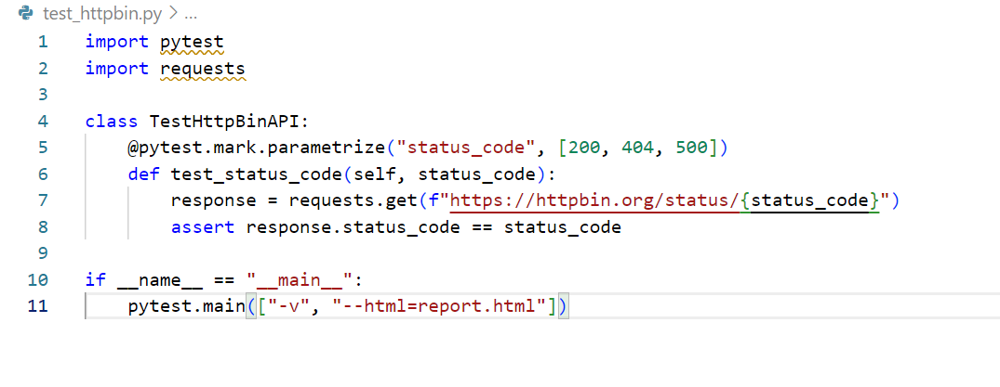 test_httpbin.py > ...
1 import pytest
2 import requests
3
4 class TestHttpBinAPI:
5     @pytest.mark.parametrize("status_code", [200, 404, 500])
6     def test_status_code(self, status_code):
7         response = requests.get(f"https://httpbin.org/status/{status_code}")
8         assert response.status_code == status_code
9
10 if __name__ == "__main__":
11     pytest.main(["-v", "--html=report.html"])